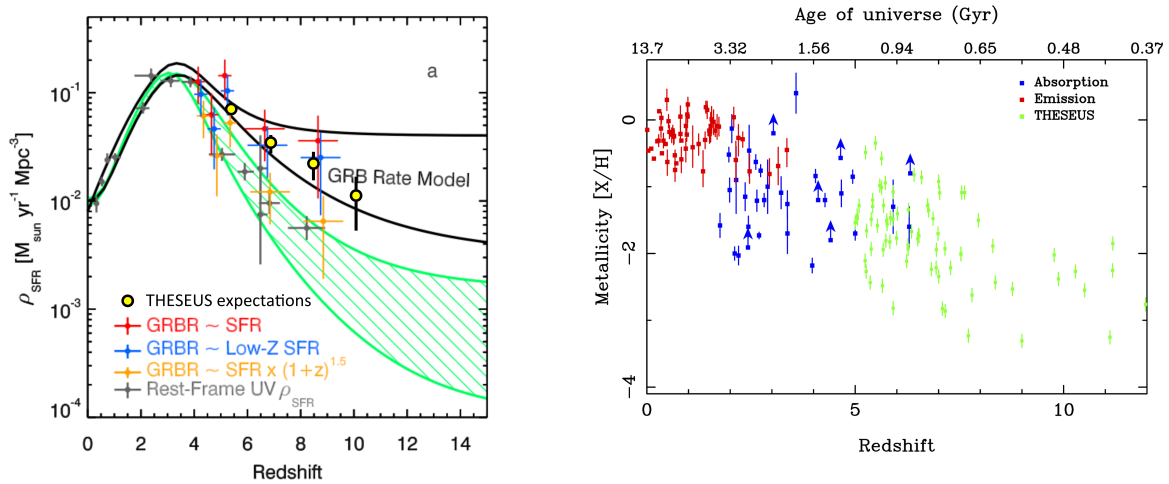 a
10⁻¹
10⁻²
10⁻³
10⁻⁴
ρSFR [Msun yr⁻¹ Mpc⁻³]
GRB Rate Model
THESEUS expectations
GRBR ~ SFR
GRBR ~ Low-Z SFR
GRBR ~ SFR x (1+z)^1.5
Rest-Frame UV ρSFR
0 2 4 6 8 10 12 14
Redshift
Age of universe (Gyr)
13.7 3.32 1.56 0.94 0.65 0.48 0.37
Absorption
Emission
THESEUS
Metallicity [X/H]
0
−2
−4
0 5 10
Redshift